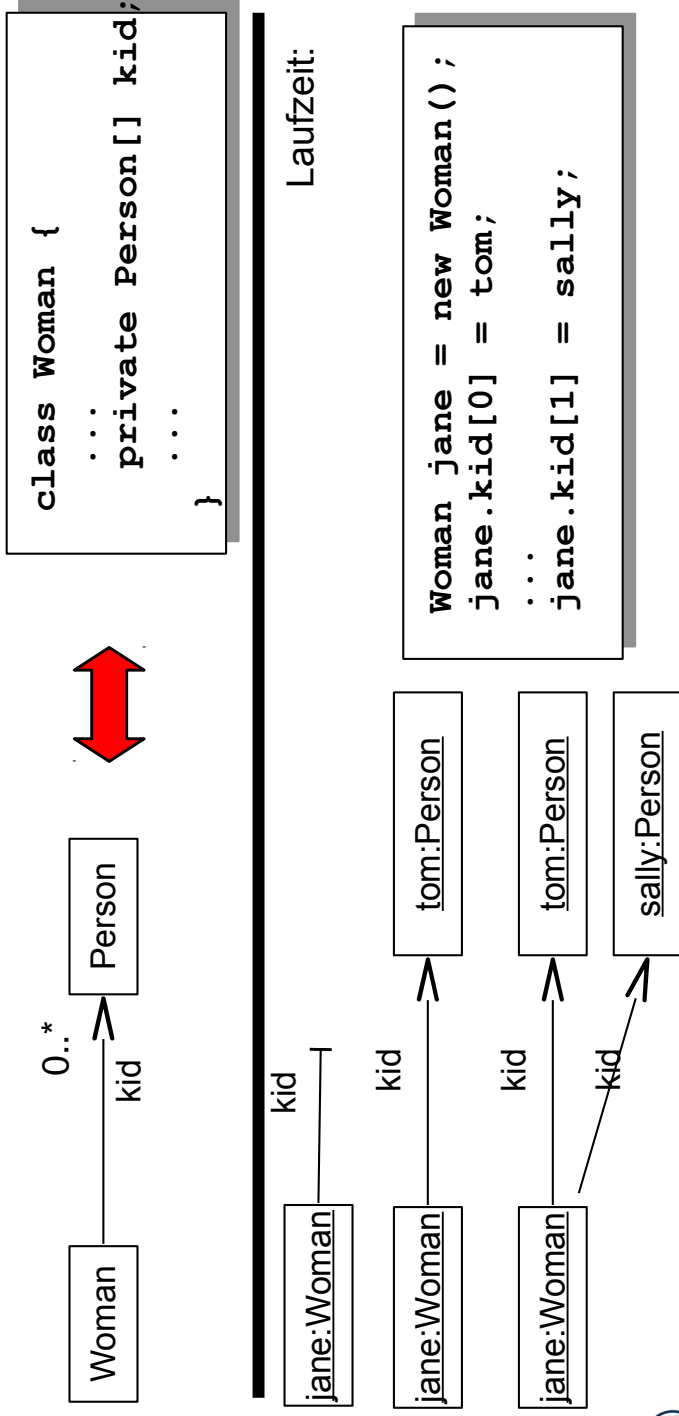 Woman
0..*
kid
Person
class Woman {
...
private Person[] kid;
...
}
Laufzeit:
jane:Woman
kid
jane:Woman
kid
tom:Person
jane:Woman
kid
tom:Person
kid
sally:Person
Woman jane = new Woman();
jane.kid[0] = tom;
...
jane.kid[1] = sally;